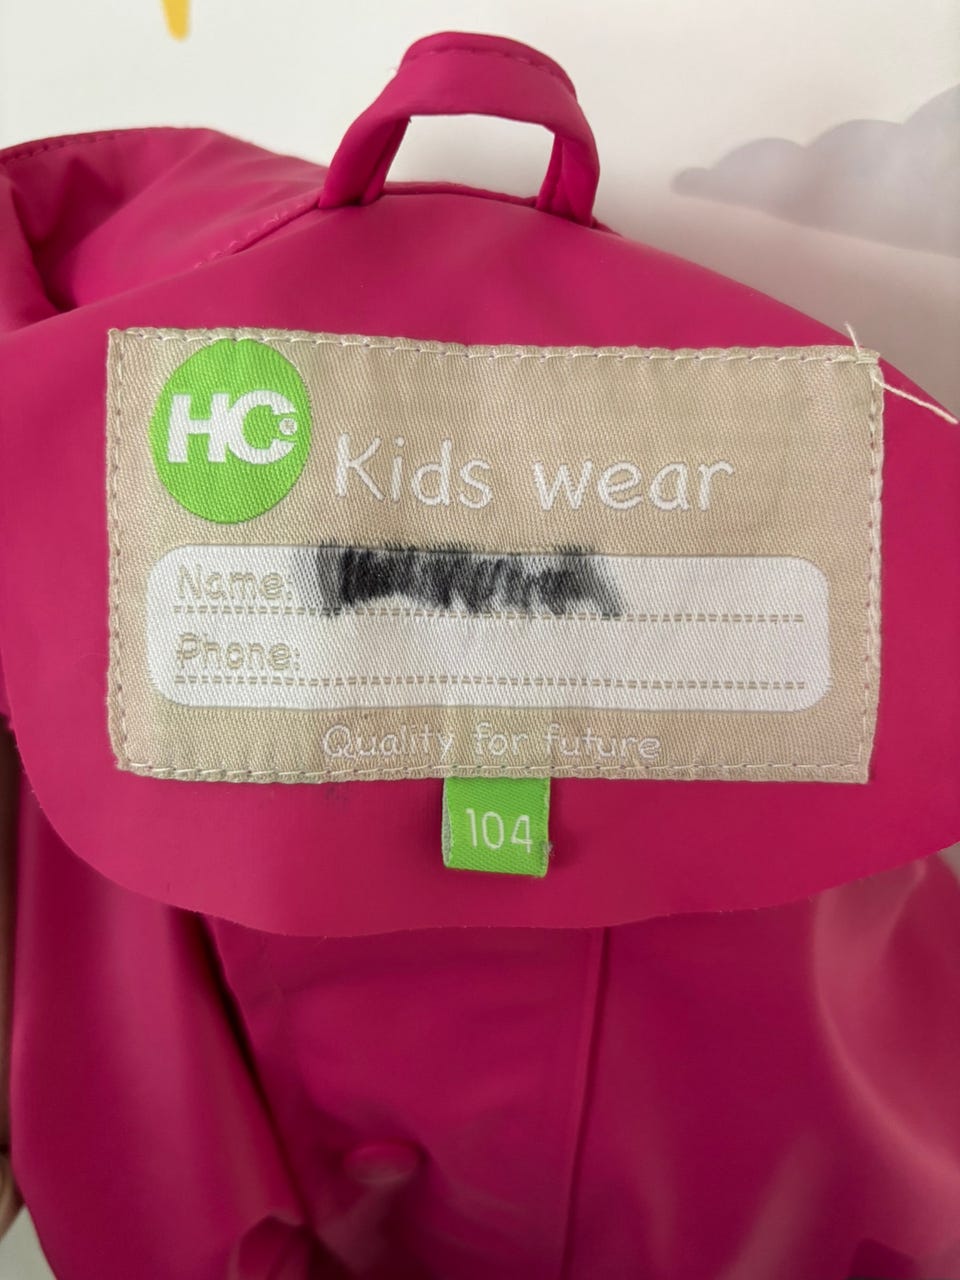 HC®
Kids wear
Name:
Phone:
Quality for future
104